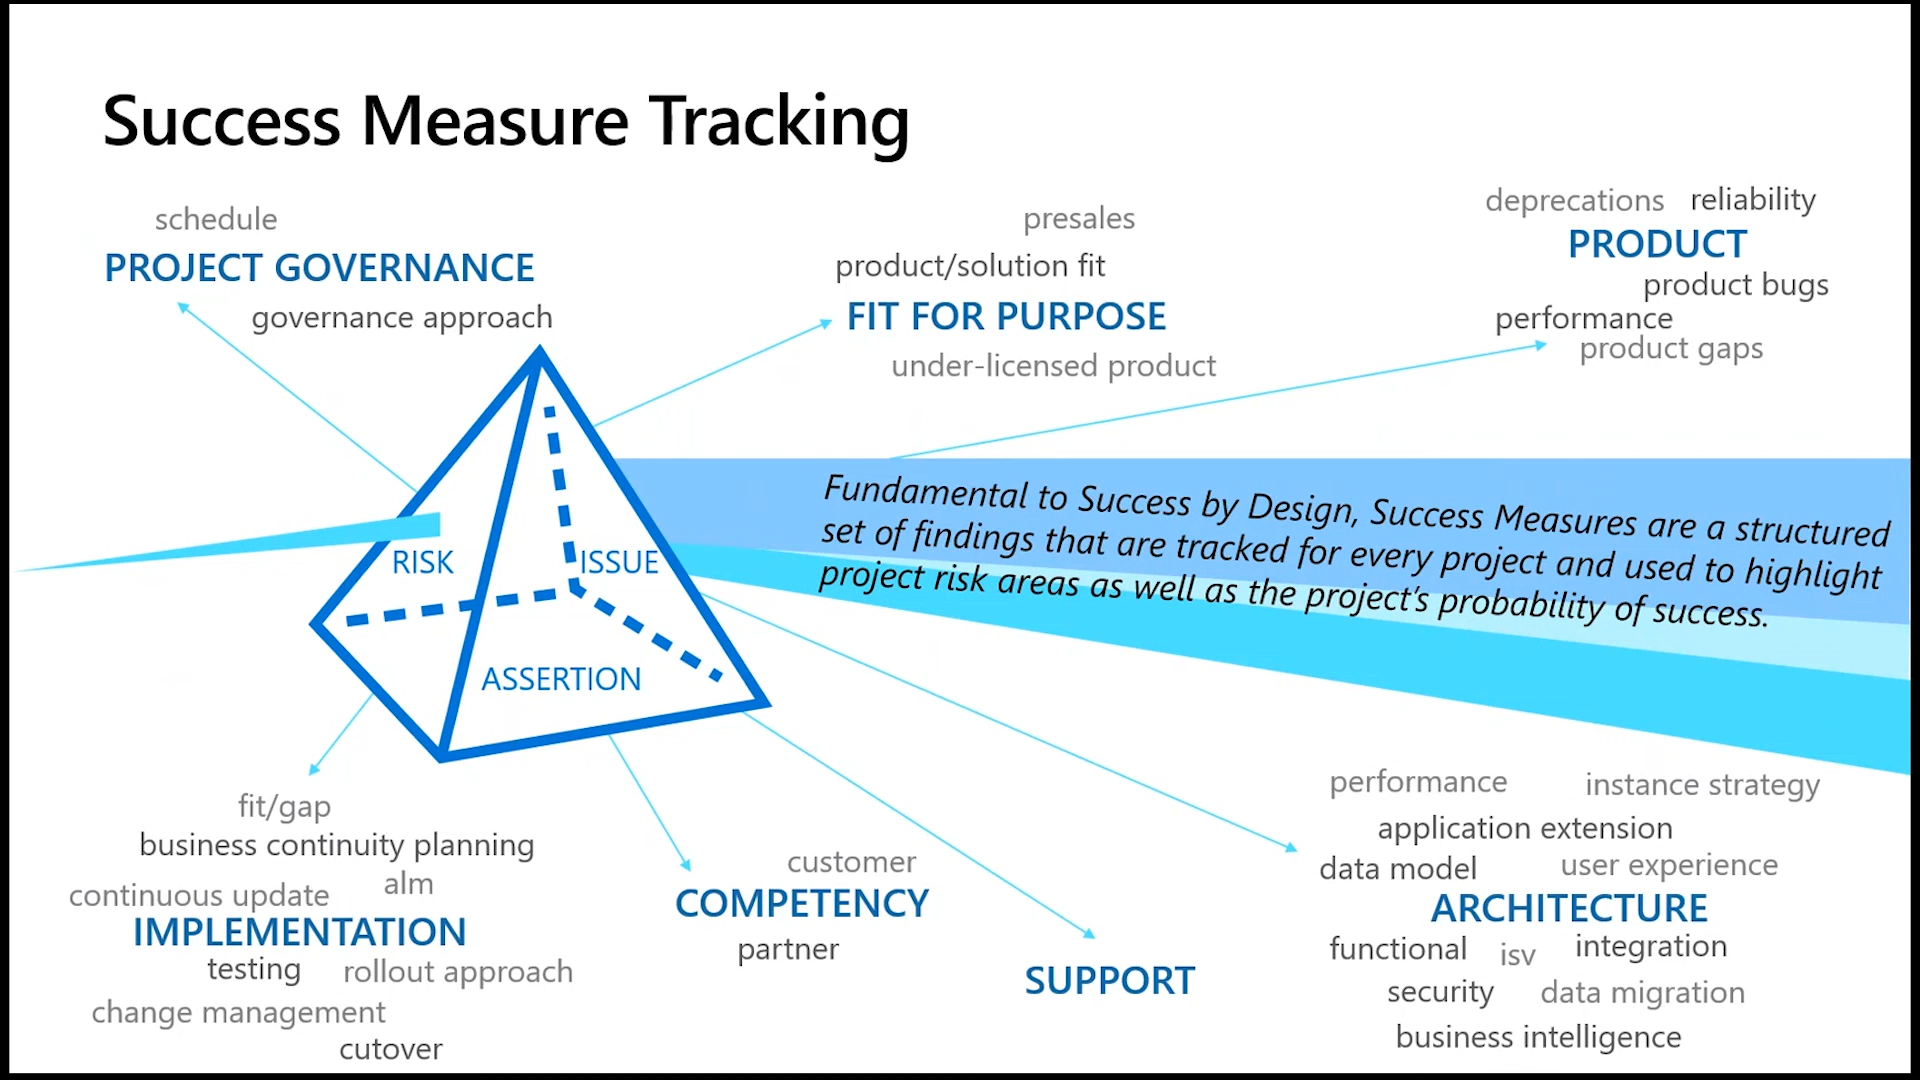 Success Measure Tracking
schedule
PROJECT GOVERNANCE
governance approach
presales
product/solution fit
FIT FOR PURPOSE
under-licensed product
deprecations reliability
PRODUCT
product bugs
performance
product gaps
RISK
ISSUE
ASSERTION
Fundamental to Success by Design, Success Measures are a structured
set of findings that are tracked for every project and used to highlight
project risk areas as well as the project's probability of success.
fit/gap
business continuity planning
continuous update alm
IMPLEMENTATION
testing rollout approach
change management
cutover
customer
COMPETENCY
partner
SUPPORT
performance instance strategy
application extension
data model user experience
ARCHITECTURE
functional isv integration
security data migration
business intelligence